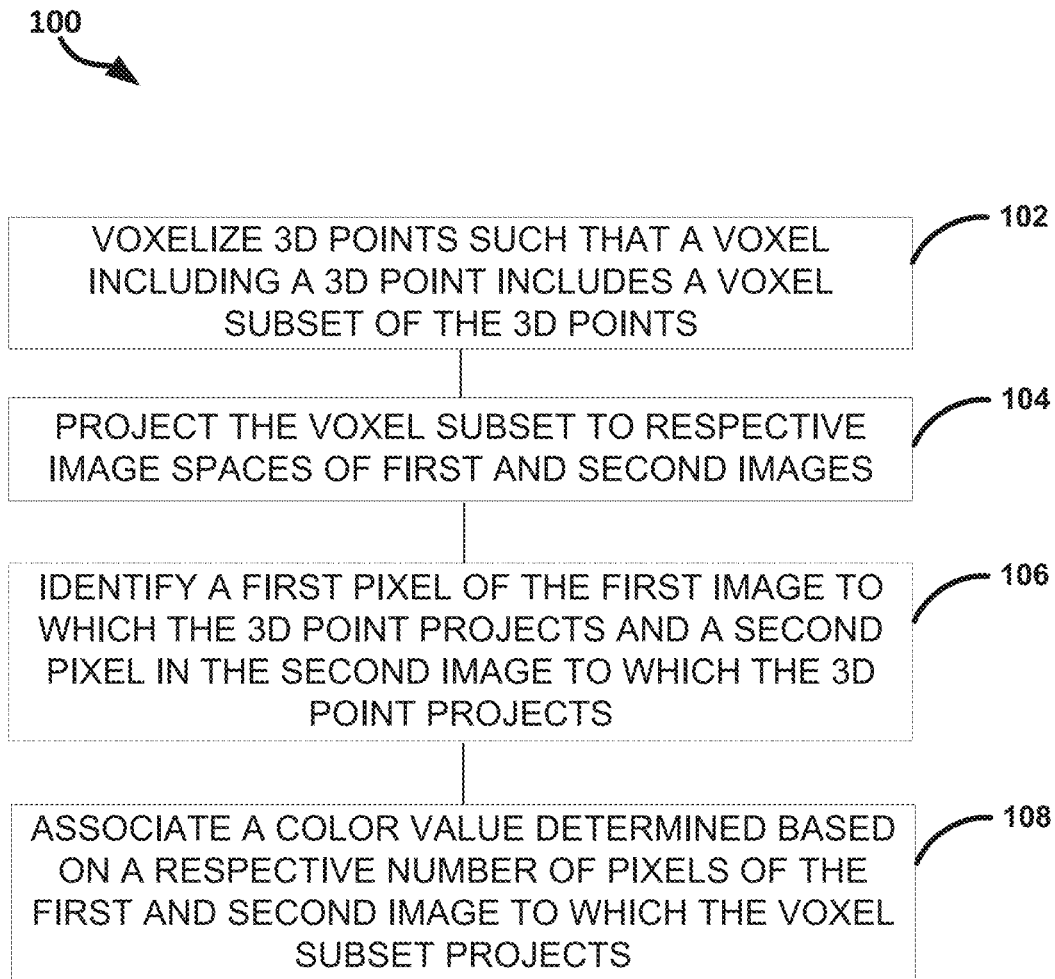 100
VOXELIZE 3D POINTS SUCH THAT A VOXEL
INCLUDING A 3D POINT INCLUDES A VOXEL
SUBSET OF THE 3D POINTS
102
PROJECT THE VOXEL SUBSET TO RESPECTIVE
IMAGE SPACES OF FIRST AND SECOND IMAGES
104
IDENTIFY A FIRST PIXEL OF THE FIRST IMAGE TO
WHICH THE 3D POINT PROJECTS AND A SECOND
PIXEL IN THE SECOND IMAGE TO WHICH THE 3D
POINT PROJECTS
106
ASSOCIATE A COLOR VALUE DETERMINED BASED
ON A RESPECTIVE NUMBER OF PIXELS OF THE
FIRST AND SECOND IMAGE TO WHICH THE VOXEL
SUBSET PROJECTS
108